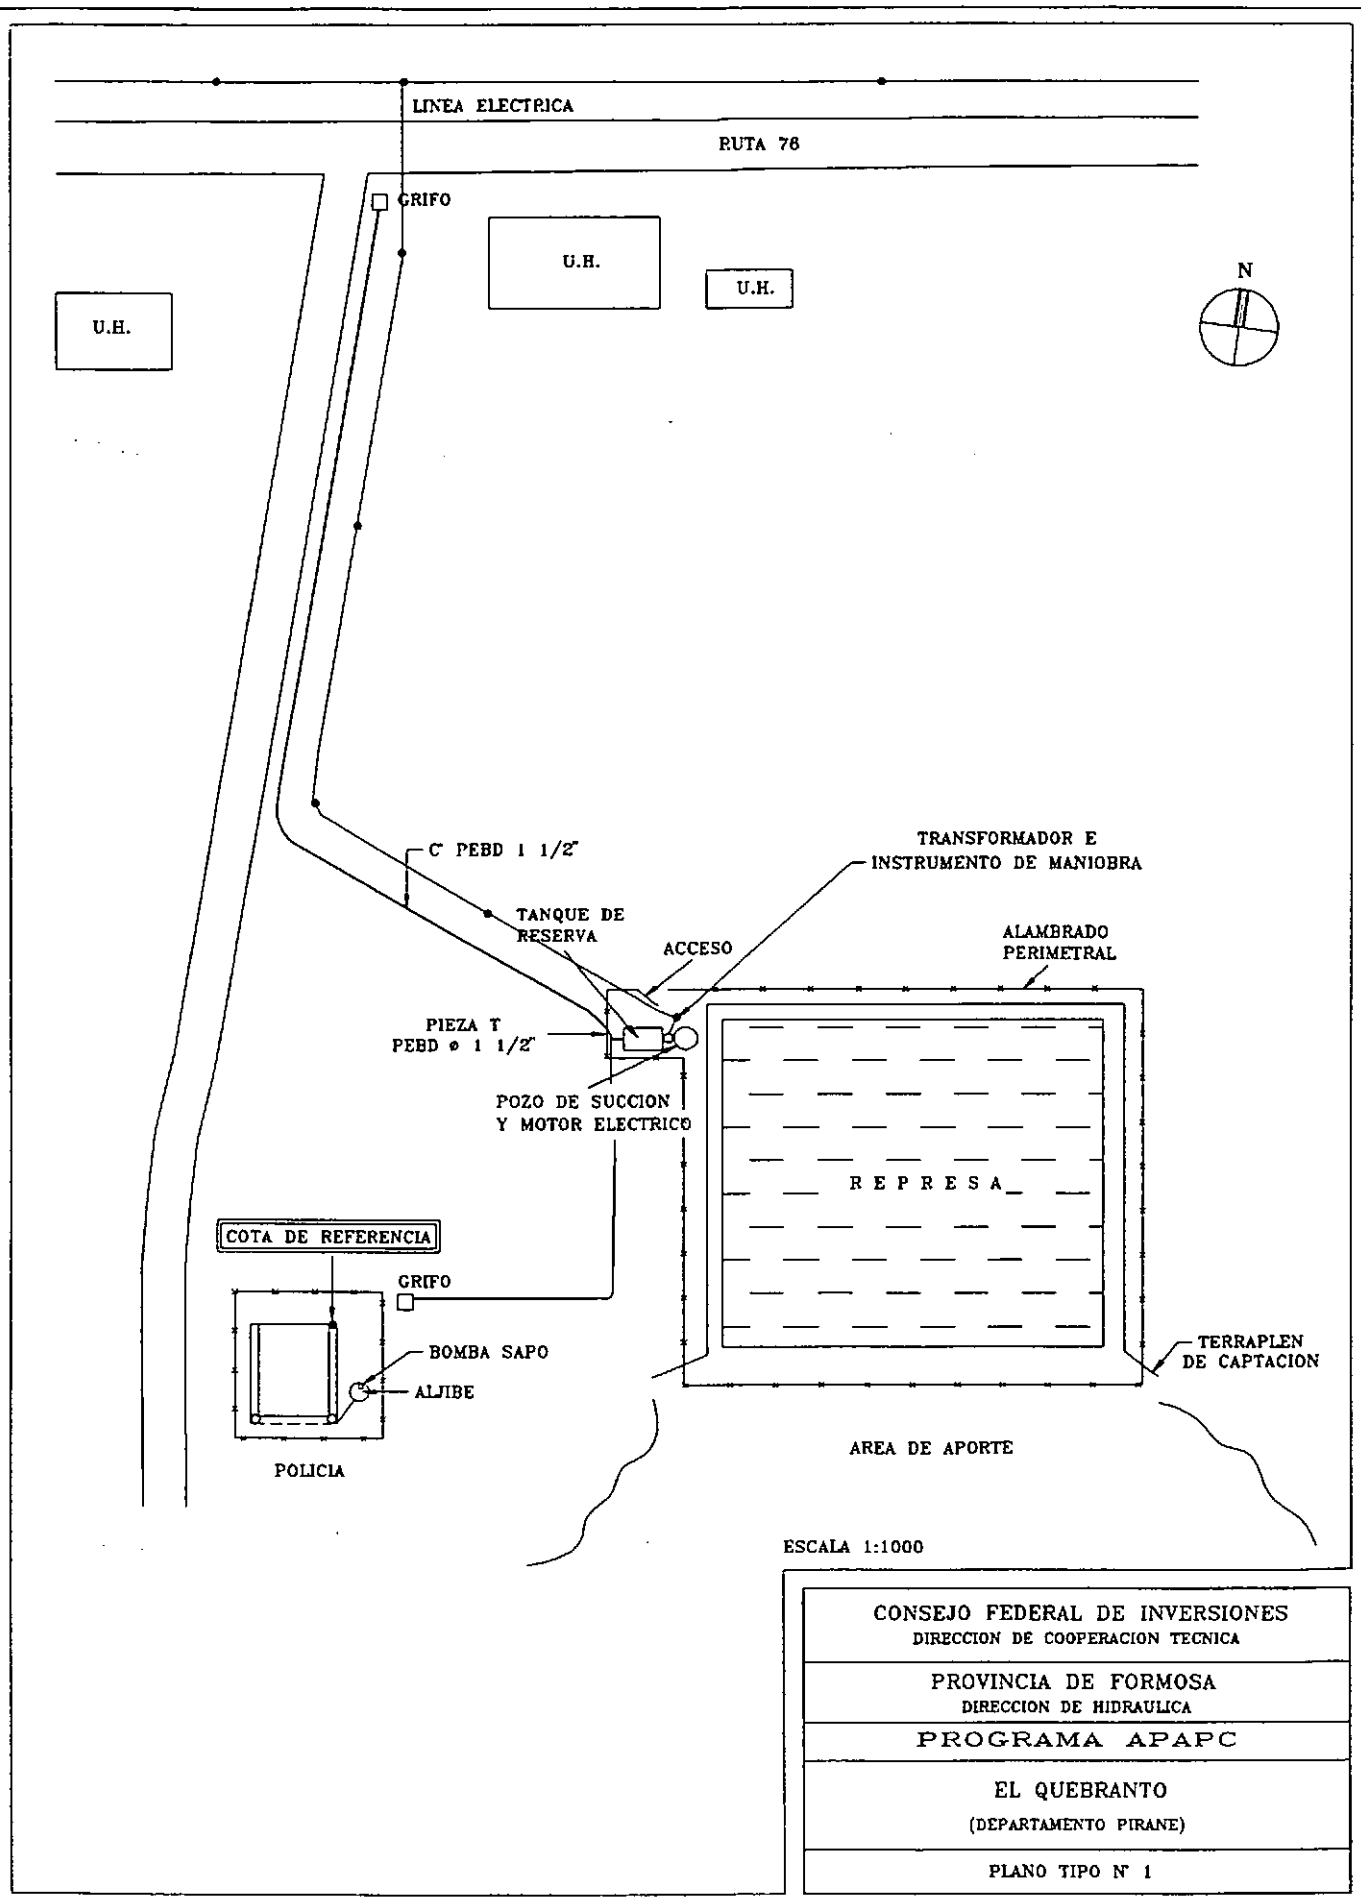 LINEA ELECTRICA
RUTA 76
GRIFO
U.H.
U.H.
N
U.H.
C° PEBD 1 1/2"
TRANSFORMADOR E
INSTRUMENTO DE MANIOBRA
TANQUE DE
RESERVA
ACCESO
ALAMBRADO
PERIMETRAL
PIEZA T
PEBD ø 1 1/2"
POZO DE SUCCION
Y MOTOR ELECTRICO
R E P R E S A
COTA DE REFERENCIA
GRIFO
BOMBA SAPO
ALJIBE
TERRAPLEN
DE CAPTACION
POLICIA
AREA DE APORTE
ESCALA 1:1000
CONSEJO FEDERAL DE INVERSIONES
DIRECCION DE COOPERACION TECNICA
PROVINCIA DE FORMOSA
DIRECCION DE HIDRAULICA
PROGRAMA APAPC
EL QUEBRANTO
(DEPARTAMENTO PIRANE)
PLANO TIPO N° 1